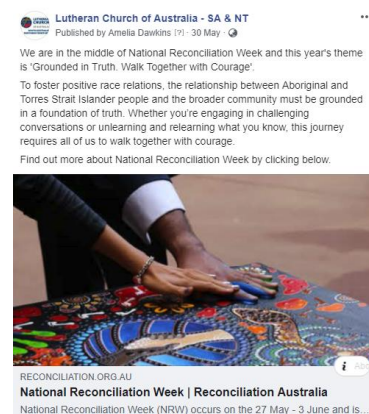 Lutheran Church of Australia - SA & NT
Published by Amelia Dawkins [?] · 30 May ·
We are in the middle of National Reconciliation Week and this year's theme
is 'Grounded in Truth. Walk Together with Courage'.
To foster positive race relations, the relationship between Aboriginal and
Torres Strait Islander people and the broader community must be grounded
in a foundation of truth. Whether you're engaging in challenging
conversations or unlearning and relearning what you know, this journey
requires all of us to walk together with courage.
Find out more about National Reconciliation Week by clicking below.
i
RECONCILIATION.ORG.AU
National Reconciliation Week | Reconciliation Australia
National Reconciliation Week (NRW) occurs on the 27 May - 3 June and is...